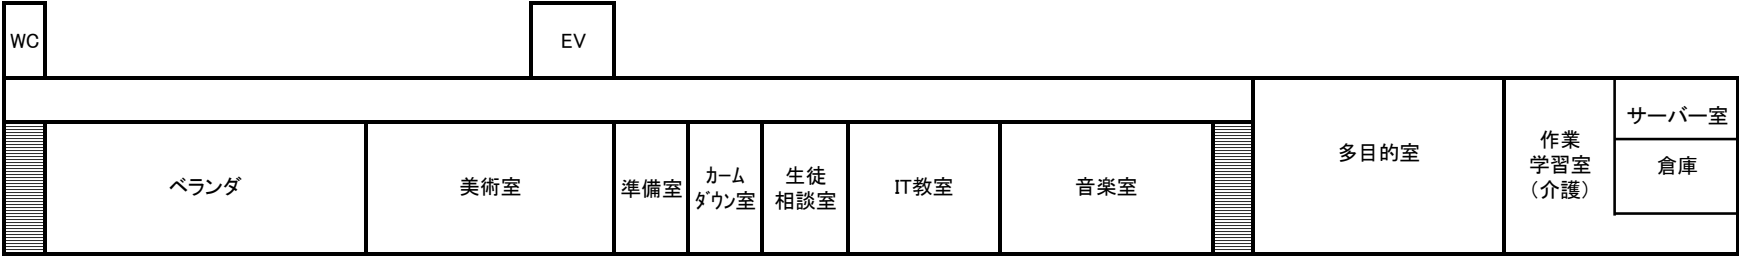 WC
EV
ベランダ
美術室
準備室
ｶｰﾑ
ﾀﾞｳﾝ室
生徒
相談室
IT教室
音楽室
多目的室
作業
学習室
（介護）
サーバー室
倉庫